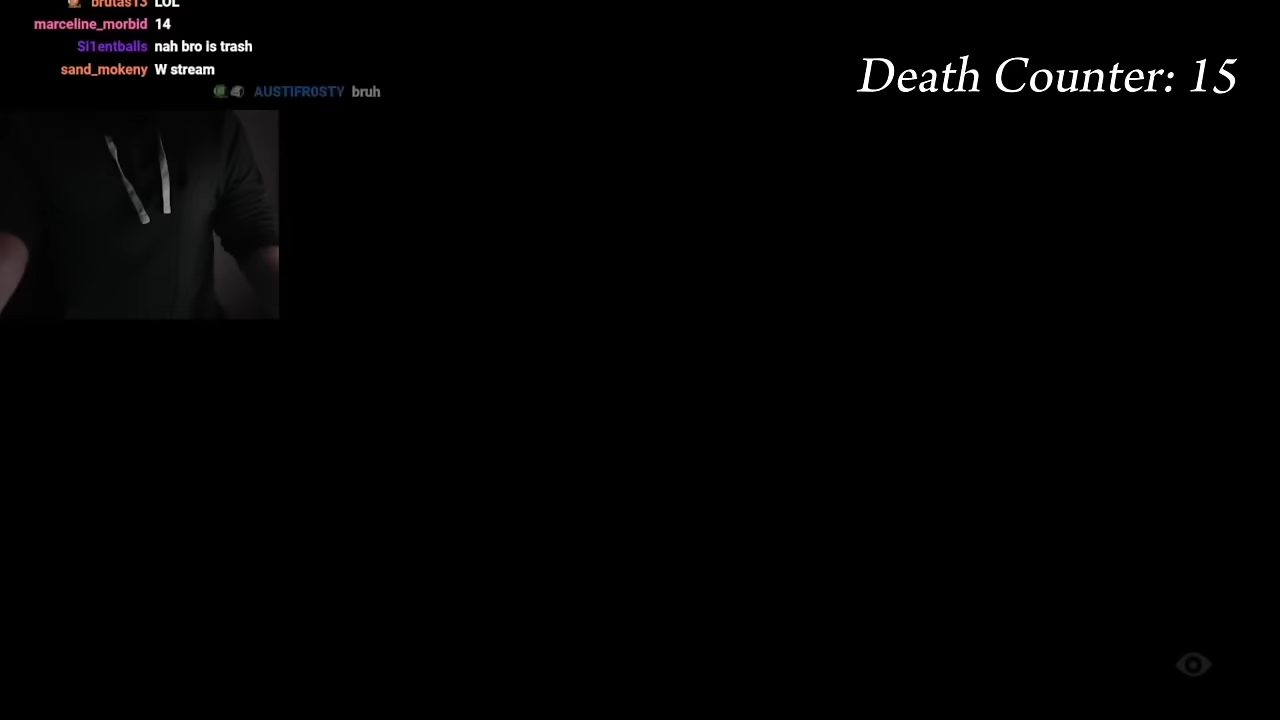 brutas13 LOL
marceline_morbid 14
Si1entballs nah bro is trash
sand_mokeny W stream
AUSTIFR0STY bruh
Death Counter: 15